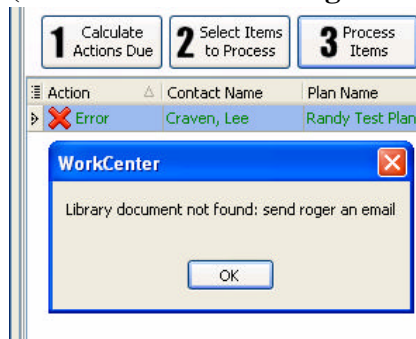 1 Calculate Actions Due
2 Select Items to Process
3 Process Items
Action Contact Name Plan Name
Error Craven, Lee Randy Test Plan
WorkCenter
Library document not found: send roger an email
OK